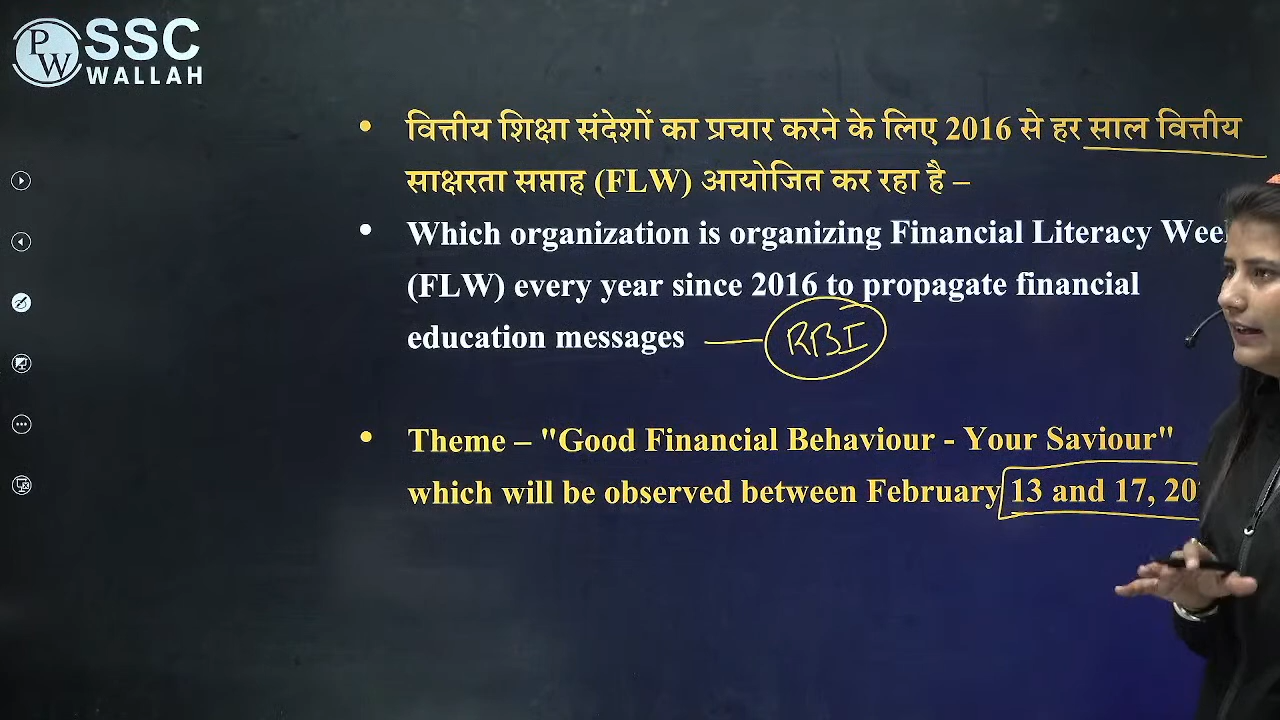 PW
SSC
WALLAH
• वित्तीय शिक्षा संदेशों का प्रचार करने के लिए 2016 से हर साल वित्तीय
साक्षरता सप्ताह (FLW) आयोजित कर रहा है –
• Which organization is organizing Financial Literacy
(FLW) every year since 2016 to propagate financial
education messages — RBI
• Theme – "Good Financial Behaviour - Your Saviour"
which will be observed between February 13 and 17,